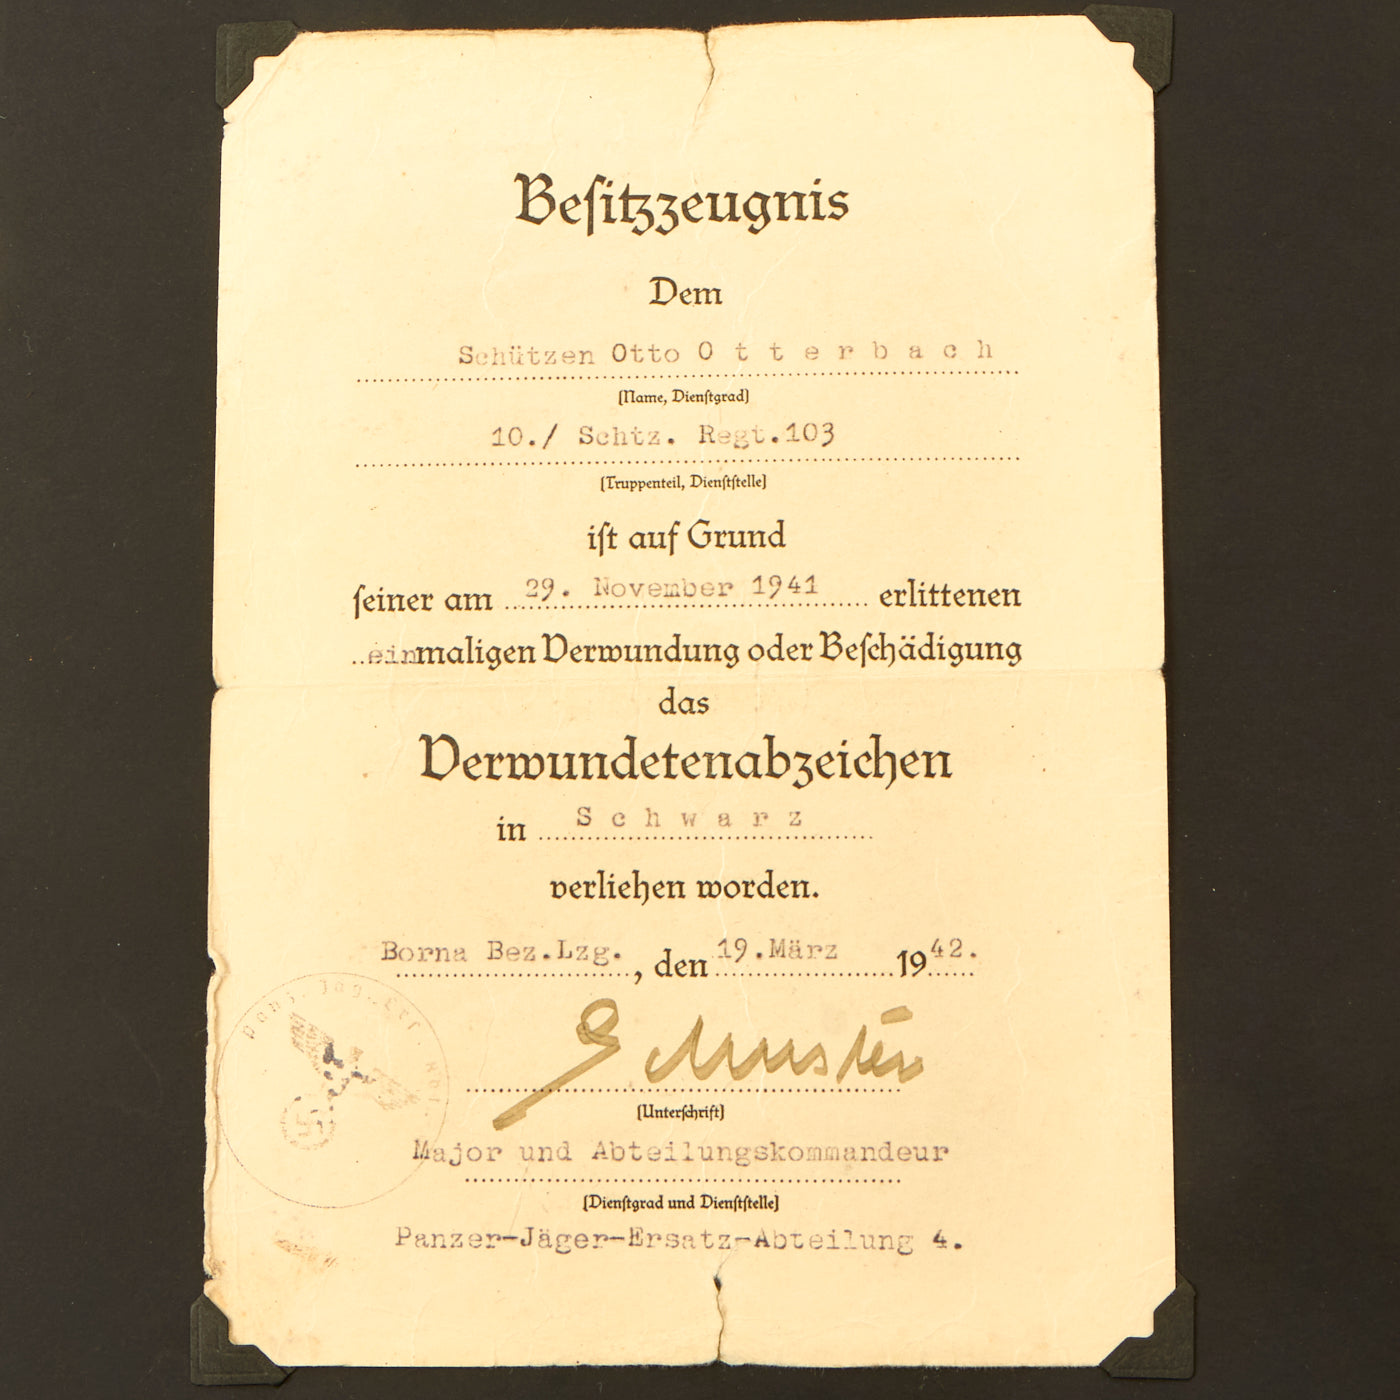 Besitzzeugnis
Dem
Schützen Otto O t t e r b a c h
(Name, Dienstgrad)
10./ Schtz. Regt.103
(Truppenteil, Dienststelle)
ist auf Grund
seiner am 29. November 1941 erlittenen
einmaligen Verwundung oder Beschädigung
das
Verwundetenabzeichen
in S c h w a r z
verliehen worden.
Borna Bez.Lzg. , den 19.März 1942.
Schuster
(Unterschrift)
Major und Abteilungskommandeur
(Dienstgrad und Dienststelle)
Panzer-Jäger-Ersatz-Abteilung 4.